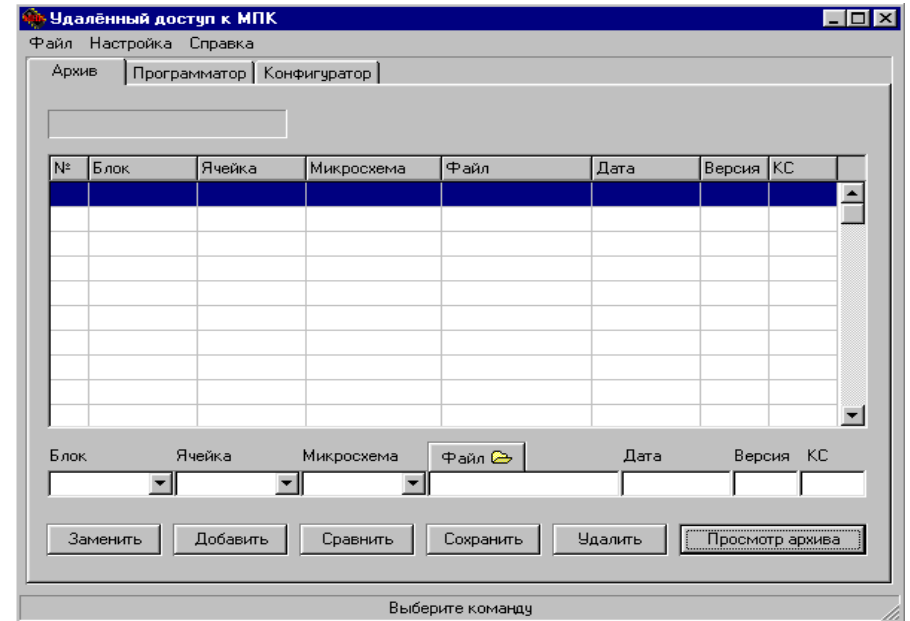 Удалённый доступ к МПК
Файл Настройка Справка
Архив Программатор Конфигуратор
№ Блок Ячейка Микросхема Файл Дата Версия КС
Блок Ячейка Микросхема Файл Дата Версия КС
Заменить Добавить Сравнить Сохранить Удалить Просмотр архива
Выберите команду